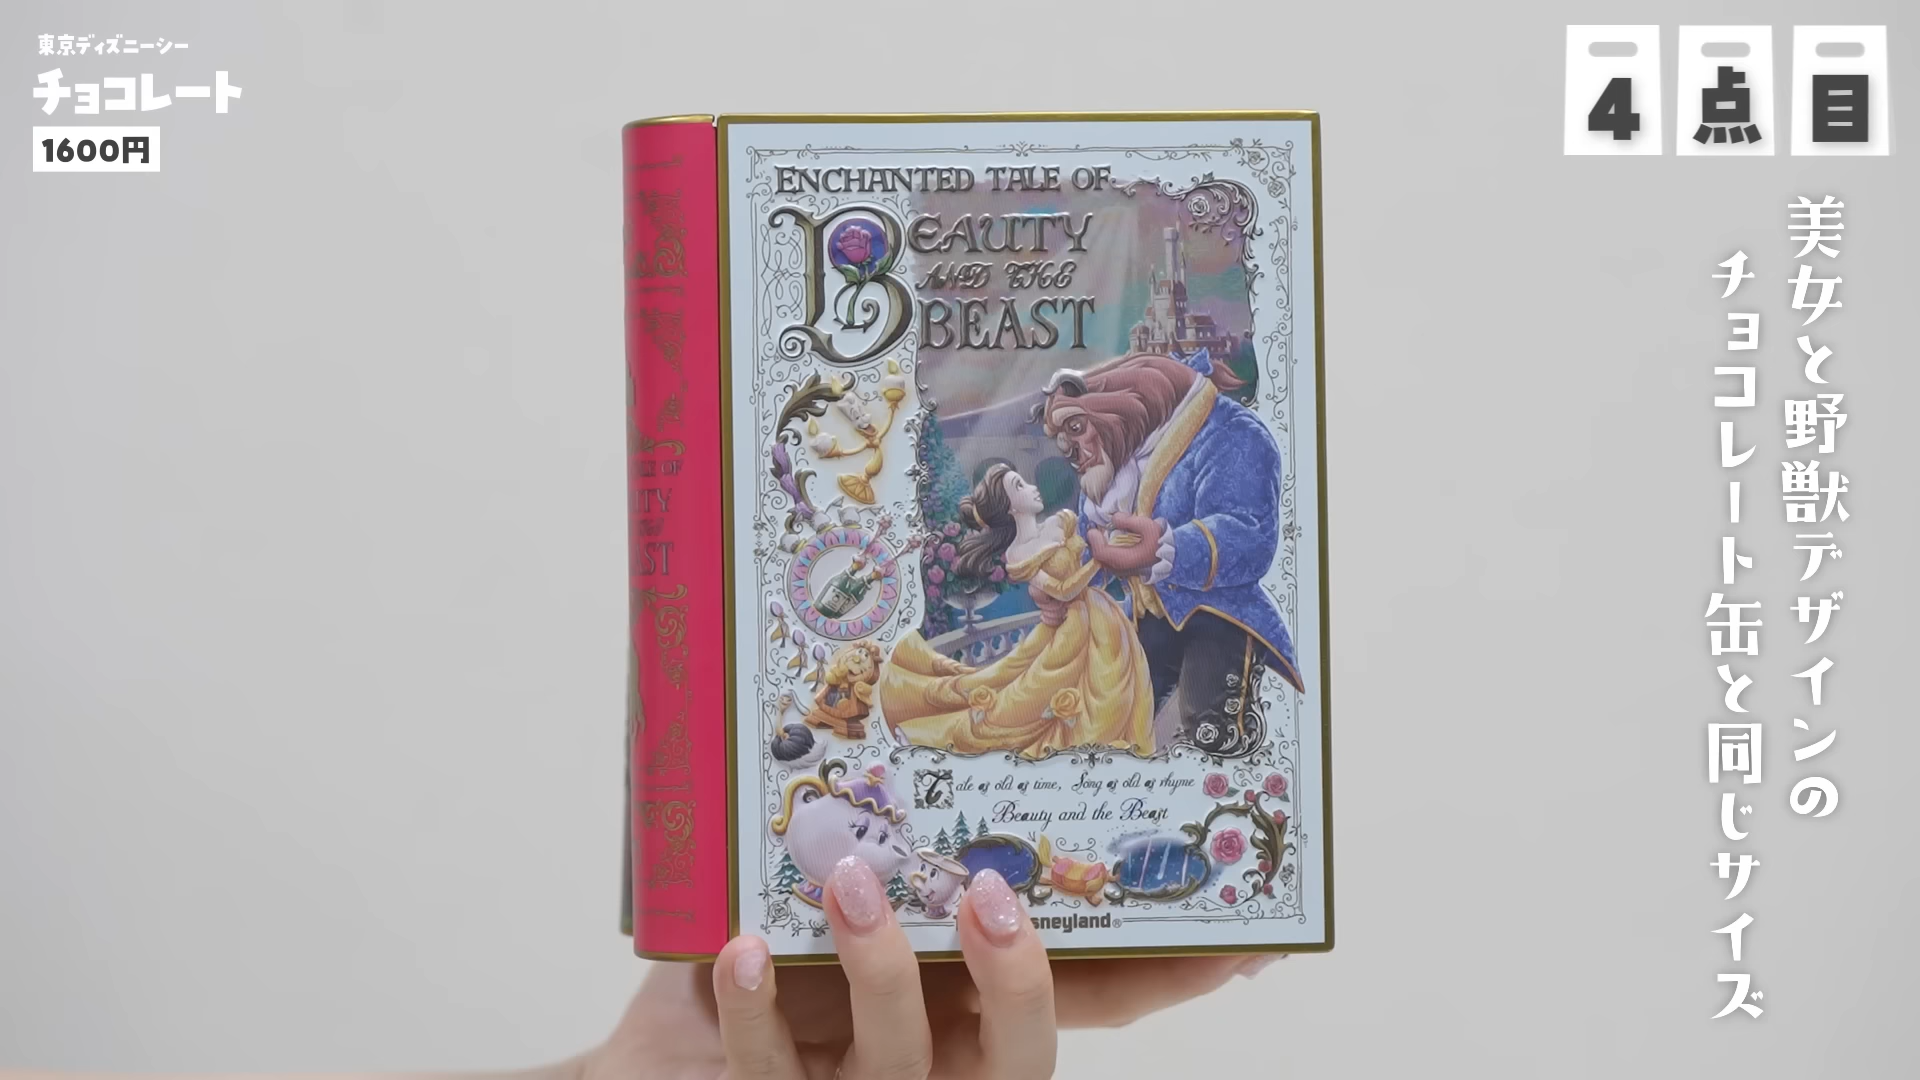 東京ディズニーシー
チョコレート
1600円
4点目
美女と野獣デザインの
チョコレート缶と同じサイズ
ENCHANTED TALE OF
BEAUTY
AND THE
BEAST
Tale as old as time, Song as old as rhyme
Beauty and the Beast
sneyland®
OF
AST